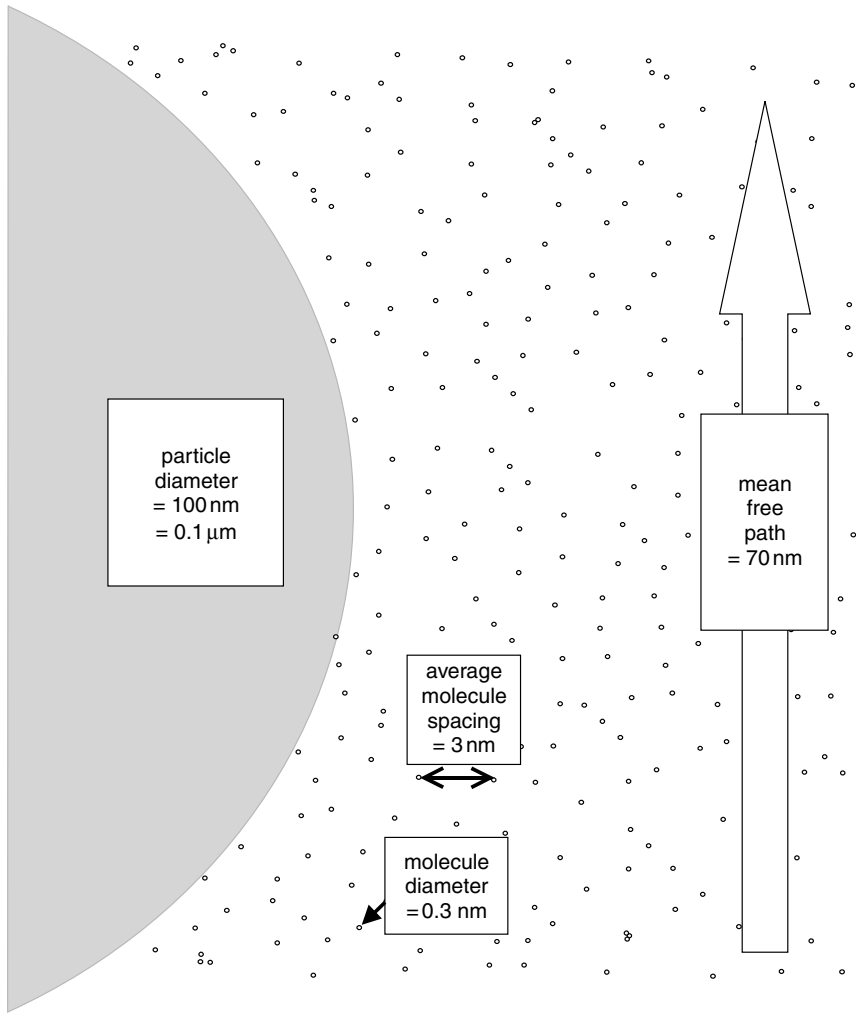 particle
diameter
= 100 nm
= 0.1 μm
mean
free
path
= 70 nm
average
molecule
spacing
= 3 nm
molecule
diameter
= 0.3 nm